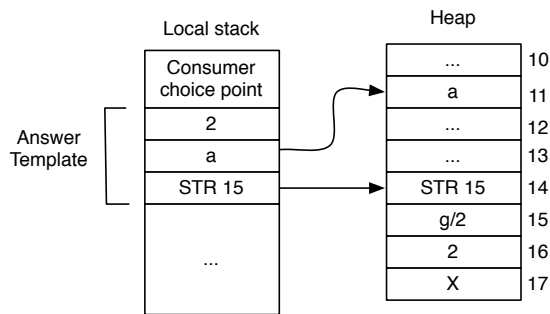 Local stack
Heap
Answer
Template
Consumer
choice point
2
a
STR 15
...
... 10
a 11
... 12
... 13
STR 15 14
g/2 15
2 16
X 17